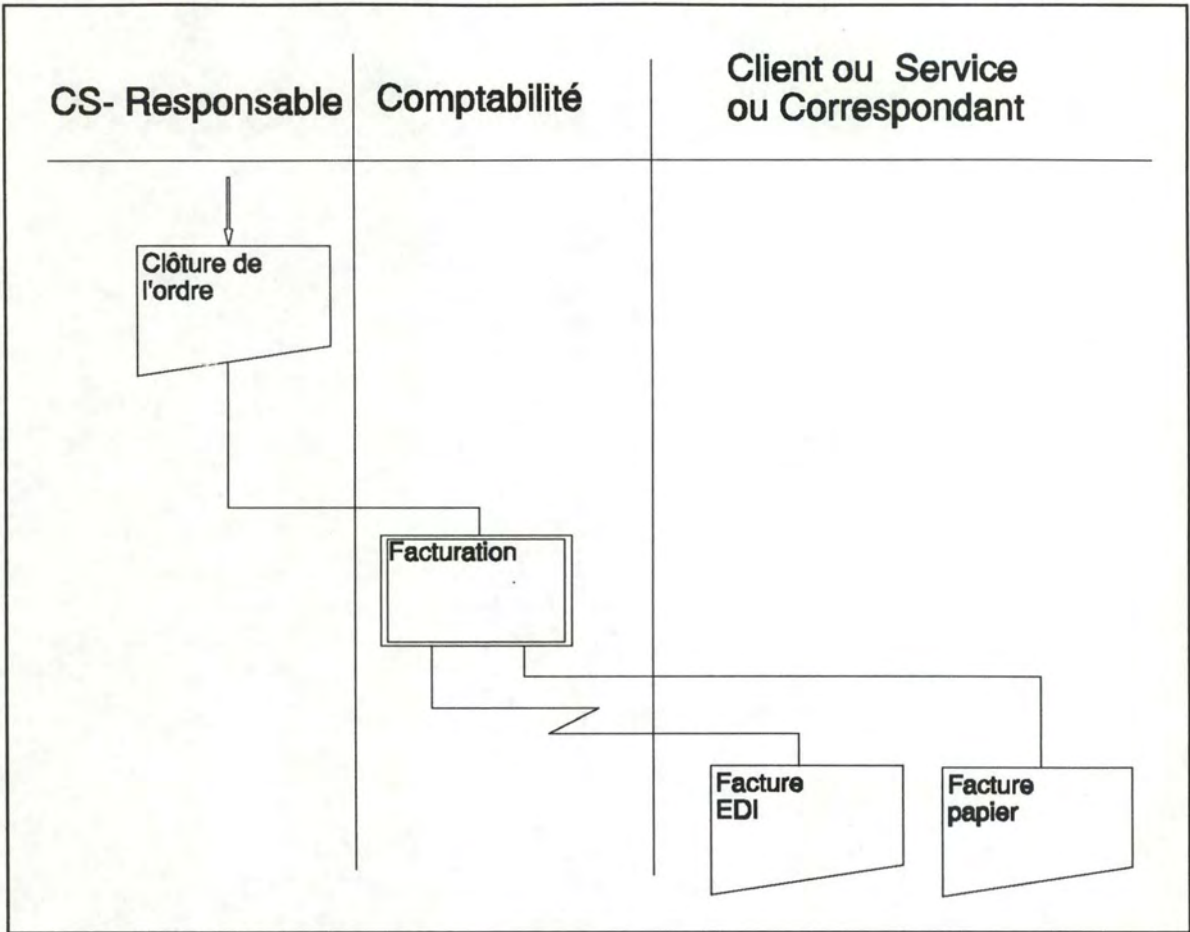 CS- Responsable
Comptabilité
Client ou Service
ou Correspondant
Clôture de
l'ordre
Facturation
Facture
EDI
Facture
papier